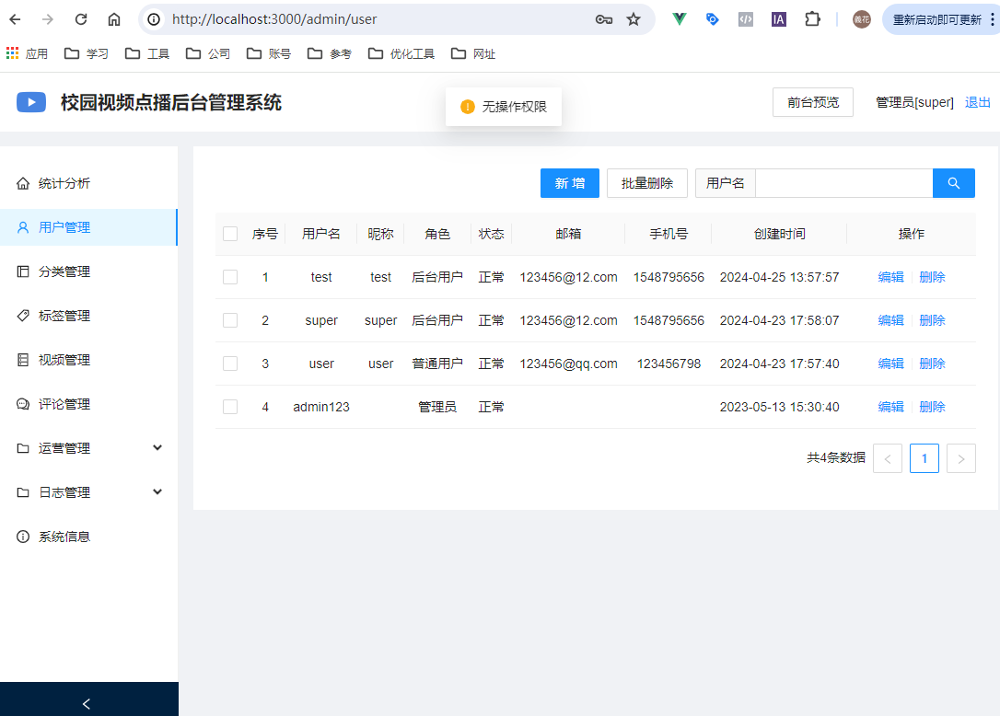 http://localhost:3000/admin/user
IA
義花
重新启动即可更新
应用 学习 工具 公司 账号 参考 优化工具 网址
校园视频点播后台管理系统
无操作权限
前台预览 管理员[super] 退出
统计分析
用户管理
分类管理
标签管理
视频管理
评论管理
运营管理
日志管理
系统信息
新 增 批量删除 用户名
序号 用户名 昵称 角色 状态 邮箱 手机号 创建时间 操作
1 test test 后台用户 正常 123456@12.com 1548795656 2024-04-25 13:57:57 编辑 删除
2 super super 后台用户 正常 123456@12.com 1548795656 2024-04-23 17:58:07 编辑 删除
3 user user 普通用户 正常 123456@qq.com 123456798 2024-04-23 17:57:40 编辑 删除
4 admin123 管理员 正常 2023-05-13 15:30:40 编辑 删除
共4条数据 < 1 >